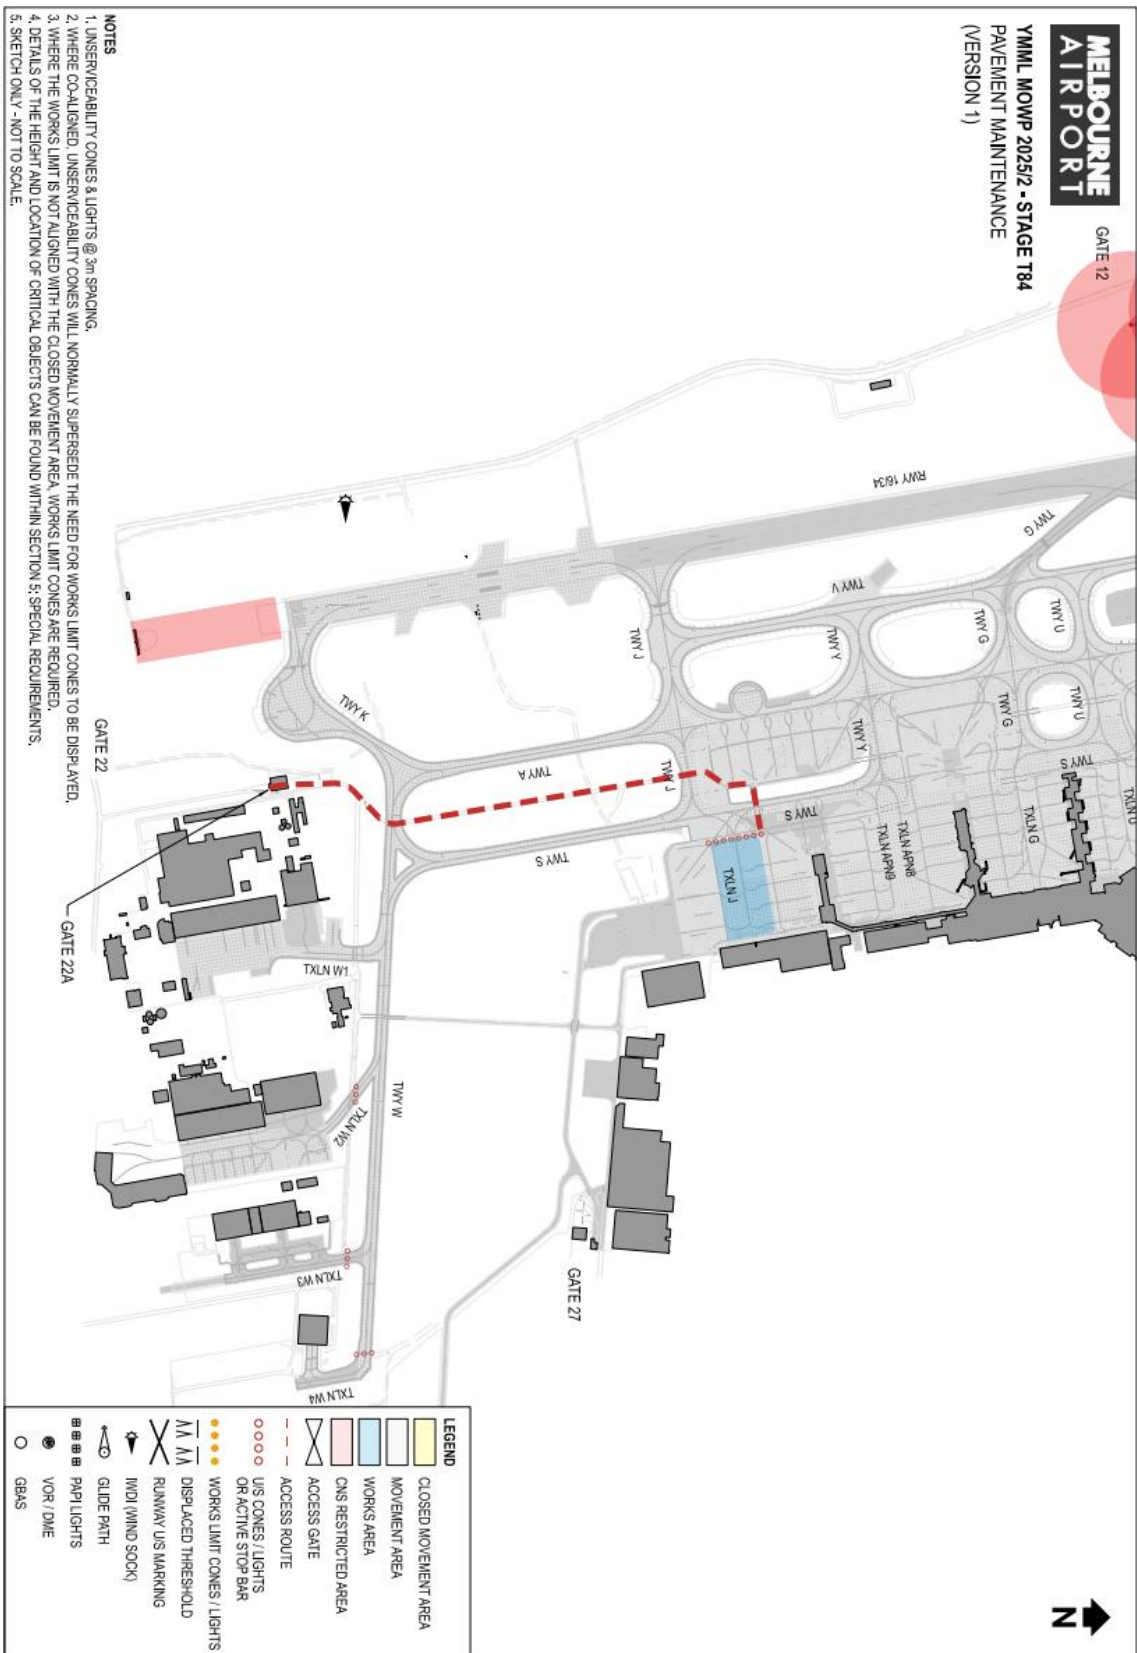 MELBOURNE
AIRPORT
YMML MOWP 2025/2 - STAGE T84
PAVEMENT MAINTENANCE
(VERSION 1)
GATE 12
N
RWY 16/34
TWY G
TWY V
TWY U
TWY G
TWY Y
TWY J
TWY U
TWY G
TWY Y
TWY K
TWY A
TWY J
TWY S
TXLN U
TXLN G
TWY S
TXLN APN8
TXLN APN9
TWY S
TXLN J
GATE 22
GATE 22A
TXLN W1
TWY W
TXLN W2
TXLN W3
TXLN W4
GATE 27
NOTES
1. UNSERVICEABILITY CONES & LIGHTS @ 3m SPACING.
2. WHERE CO-ALIGNED, UNSERVICEABILITY CONES WILL NORMALLY SUPERSEDE THE NEED FOR WORKS LIMIT CONES TO BE DISPLAYED.
3. WHERE THE WORKS LIMIT IS NOT ALIGNED WITH THE CLOSED MOVEMENT AREA, WORKS LIMIT CONES ARE REQUIRED.
4. DETAILS OF THE HEIGHT AND LOCATION OF CRITICAL OBJECTS CAN BE FOUND WITHIN SECTION 5; SPECIAL REQUIREMENTS.
5. SKETCH ONLY - NOT TO SCALE.
LEGEND
CLOSED MOVEMENT AREA
MOVEMENT AREA
WORKS AREA
CNS RESTRICTED AREA
ACCESS GATE
ACCESS ROUTE
U/S CONES / LIGHTS
OR ACTIVE STOP BAR
WORKS LIMIT CONES / LIGHTS
DISPLACED THRESHOLD
RUNWAY U/S MARKING
IWDI (WIND SOCK)
GLIDE PATH
PAPI LIGHTS
VOR / DME
GBAS